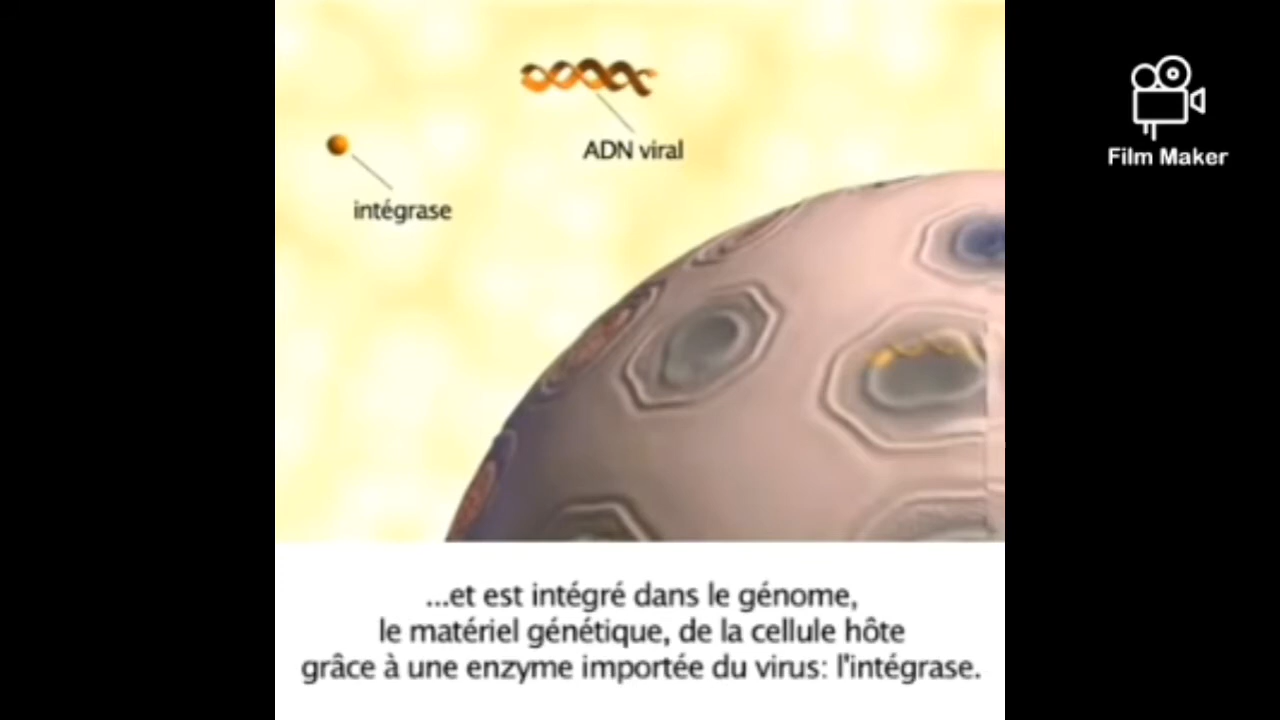 ADN viral
intégrase
Film Maker
...et est intégré dans le génome,
le matériel génétique, de la cellule hôte
grâce à une enzyme importée du virus: l'intégrase.